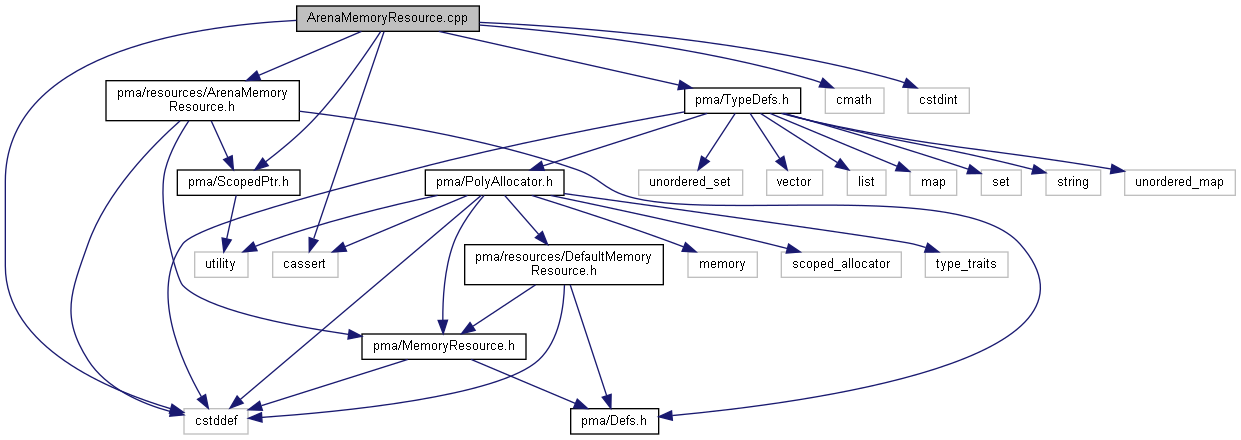 ArenaMemoryResource.cpp
pma/resources/ArenaMemory
Resource.h
pma/TypeDefs.h
cmath
cstdint
pma/ScopedPtr.h
pma/PolyAllocator.h
unordered_set
vector
list
map
set
string
unordered_map
utility
cassert
pma/resources/DefaultMemory
Resource.h
memory
scoped_allocator
type_traits
pma/MemoryResource.h
cstddef
pma/Defs.h